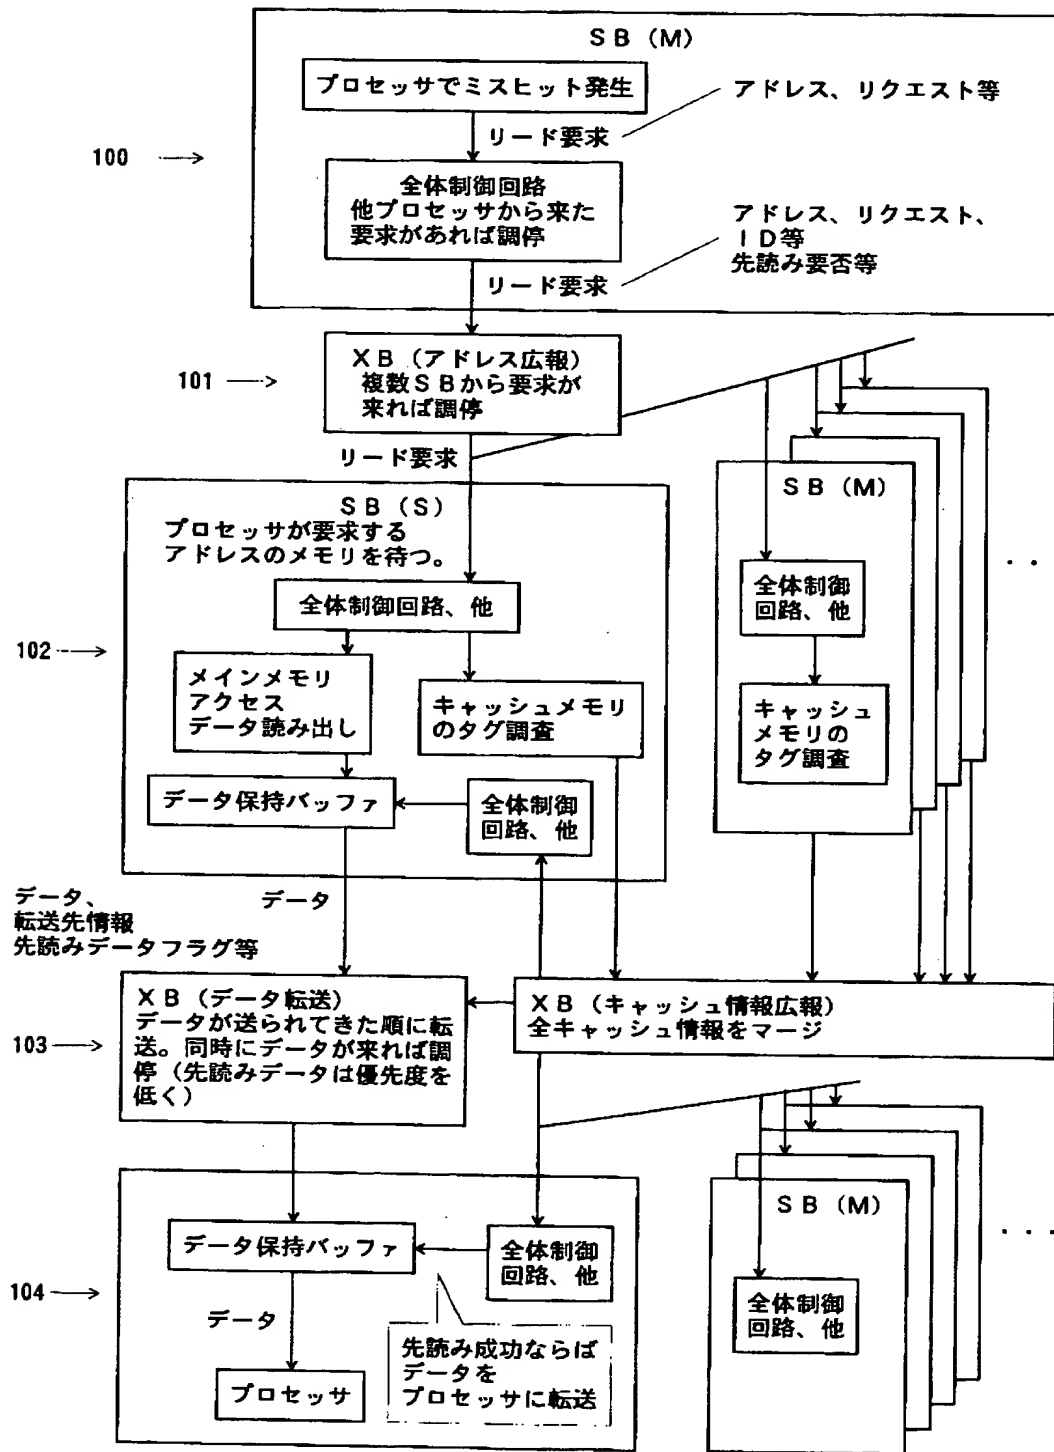 SB(M)
プロセッサでミスヒット発生
アドレス、リクエスト等
リード要求
100
全体制御回路
他プロセッサから来た
要求があれば調停
アドレス、リクエスト、
ID等
先読み要否等
リード要求
XB(アドレス広報)
複数SBから要求が
来れば調停
101
リード要求
SB(S)
プロセッサが要求する
アドレスのメモリを待つ。
全体制御回路、他
102
メインメモリ
アクセス
データ読み出し
キャッシュメモリ
のタグ調査
データ保持バッファ
全体制御
回路、他
SB(M)
全体制御
回路、他
キャッシュ
メモリの
タグ調査
・・・
データ、
転送先情報
先読みデータフラグ等
データ
XB(データ転送)
データが送られてきた順に転
送。同時にデータが来れば調
停(先読みデータは優先度を
低く)
103
XB(キャッシュ情報広報)
全キャッシュ情報をマージ
データ保持バッファ
全体制御
回路、他
104
データ
先読み成功ならば
データを
プロセッサに転送
プロセッサ
SB(M)
全体制御
回路、他
・・・